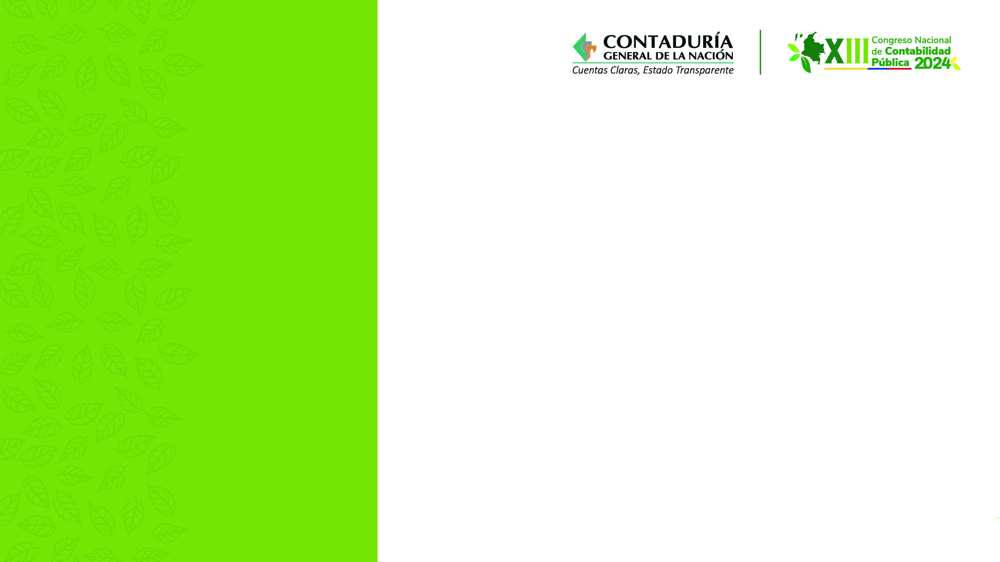 CONTADURÍA
GENERAL DE LA NACIÓN
Cuentas Claras, Estado Transparente
XIII
Congreso Nacional
de Contabilidad
Pública 2024